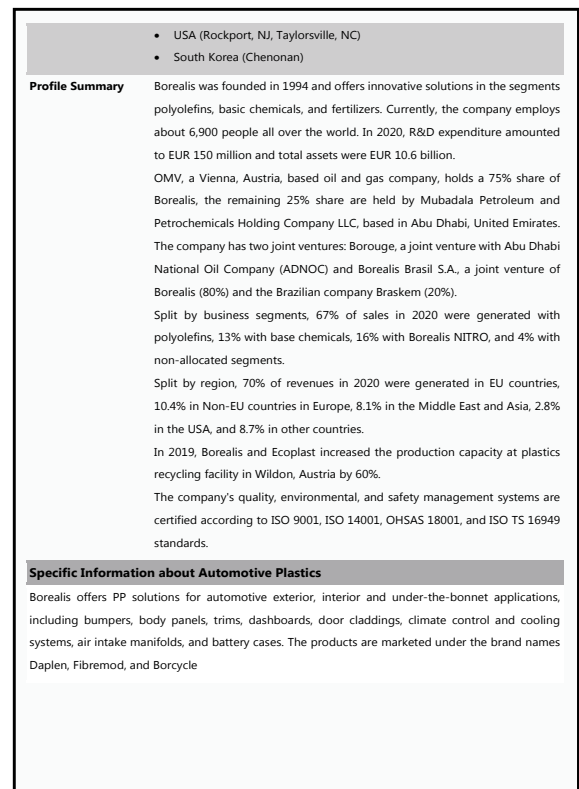 • USA (Rockport, NJ, Taylorsville, NC)
• South Korea (Chenonan)
Profile Summary
Borealis was founded in 1994 and offers innovative solutions in the segments
polyolefins, basic chemicals, and fertilizers. Currently, the company employs
about 6,900 people all over the world. In 2020, R&D expenditure amounted
to EUR 150 million and total assets were EUR 10.6 billion.
OMV, a Vienna, Austria, based oil and gas company, holds a 75% share of
Borealis, the remaining 25% share are held by Mubadala Petroleum and
Petrochemicals Holding Company LLC, based in Abu Dhabi, United Emirates.
The company has two joint ventures: Borouge, a joint venture with Abu Dhabi
National Oil Company (ADNOC) and Borealis Brasil S.A., a joint venture of
Borealis (80%) and the Brazilian company Braskem (20%).
Split by business segments, 67% of sales in 2020 were generated with
polyolefins, 13% with base chemicals, 16% with Borealis NITRO, and 4% with
non-allocated segments.
Split by region, 70% of revenues in 2020 were generated in EU countries,
10.4% in Non-EU countries in Europe, 8.1% in the Middle East and Asia, 2.8%
in the USA, and 8.7% in other countries.
In 2019, Borealis and Ecoplast increased the production capacity at plastics
recycling facility in Wildon, Austria by 60%.
The company's quality, environmental, and safety management systems are
certified according to ISO 9001, ISO 14001, OHSAS 18001, and ISO TS 16949
standards.
Specific Information about Automotive Plastics
Borealis offers PP solutions for automotive exterior, interior and under-the-bonnet applications,
including bumpers, body panels, trims, dashboards, door claddings, climate control and cooling
systems, air intake manifolds, and battery cases. The products are marketed under the brand names
Daplen, Fibremod, and Borcycle